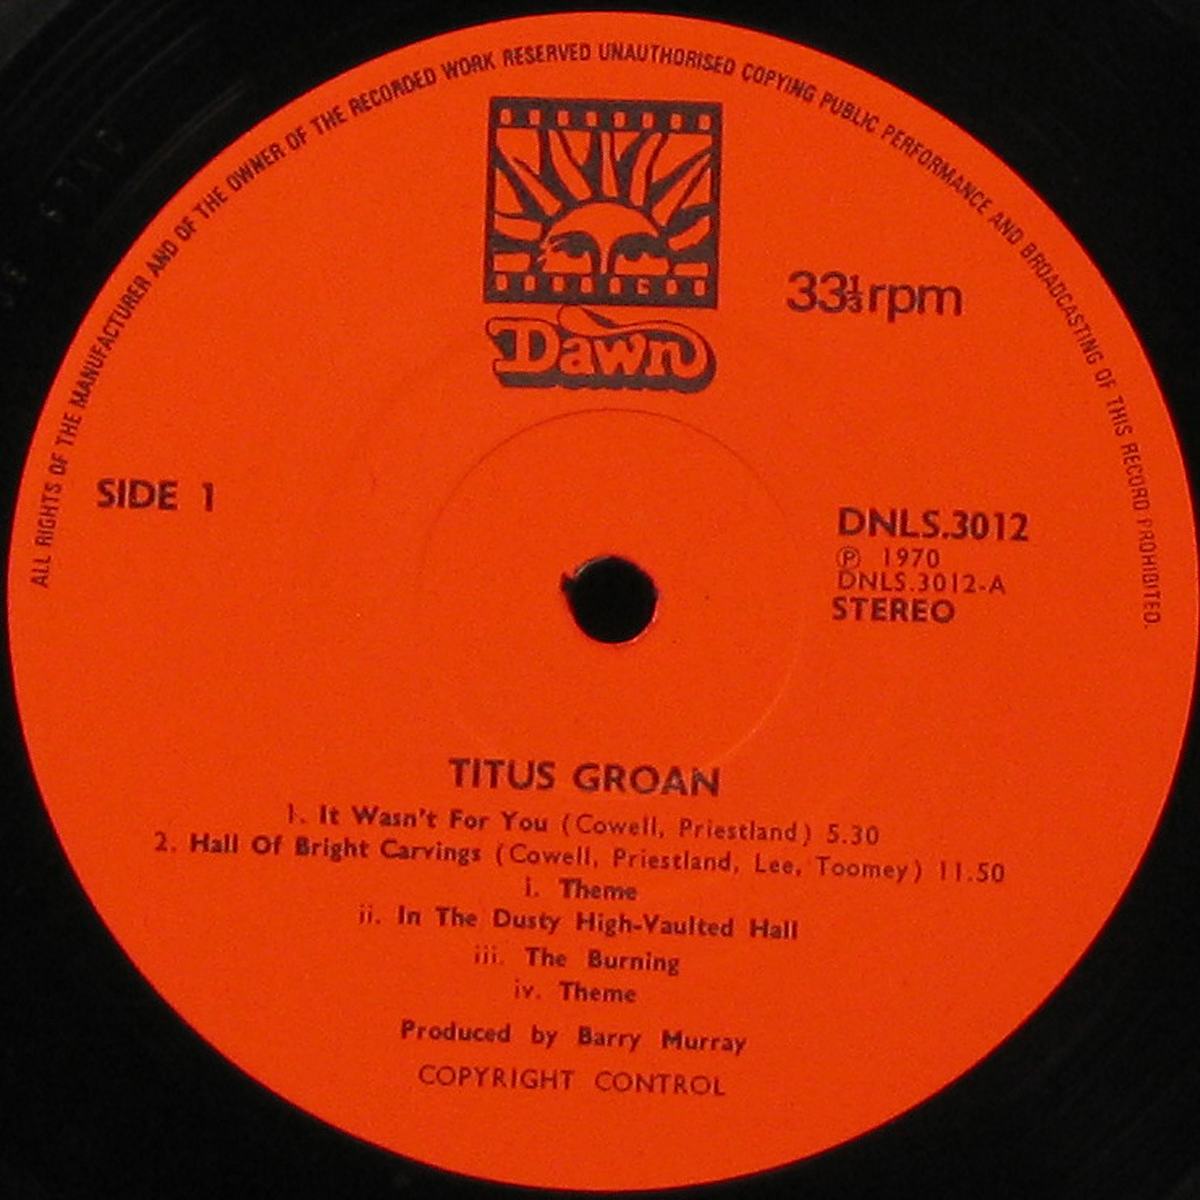 ALL RIGHTS OF THE MANUFACTURER AND OF THE OWNER OF THE RECORDED WORK RESERVED UNAUTHORISED COPYING PUBLIC PERFORMANCE AND BROADCASTING OF THIS RECORD PROHIBITED.
Dawn
33⅓rpm
SIDE 1
DNLS.3012
℗ 1970
DNLS.3012-A
STEREO
TITUS GROAN
1. It Wasn't For You (Cowell, Priestland) 5.30
2. Hall Of Bright Carvings (Cowell, Priestland, Lee, Toomey) 11.50
i. Theme
ii. In The Dusty High-Vaulted Hall
iii. The Burning
iv. Theme
Produced by Barry Murray
COPYRIGHT CONTROL